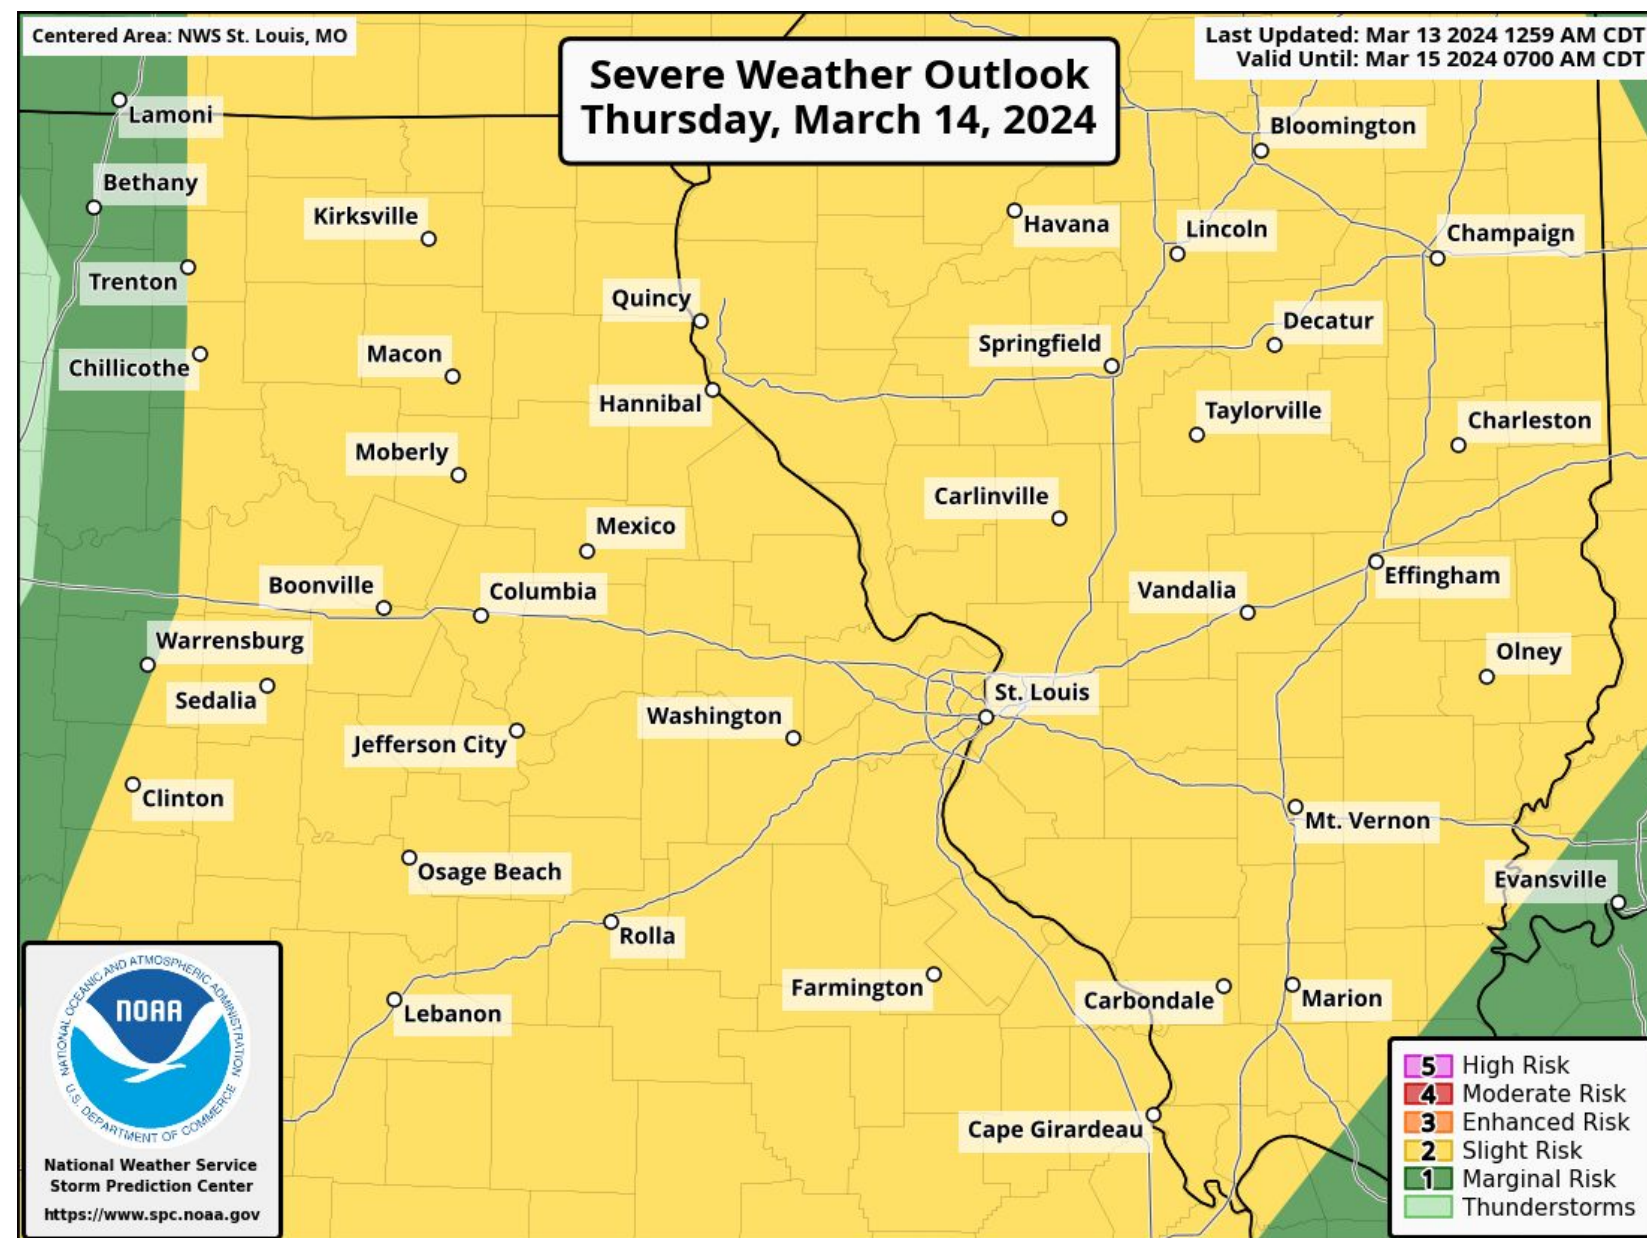 Centered Area: NWS St. Louis, MO
Last Updated: Mar 13 2024 1259 AM CDT
Valid Until: Mar 15 2024 0700 AM CDT
Severe Weather Outlook
Thursday, March 14, 2024
Lamoni
Bloomington
Bethany
Kirksville
Havana
Lincoln
Champaign
Trenton
Quincy
Decatur
Springfield
Macon
Chillicothe
Hannibal
Taylorville
Charleston
Moberly
Carlinville
Mexico
Effingham
Boonville
Columbia
Vandalia
Warrensburg
Olney
Sedalia
St. Louis
Washington
Jefferson City
Clinton
Mt. Vernon
Osage Beach
Evansville
Rolla
Farmington
Carbondale
Marion
Lebanon
Cape Girardeau
NATIONAL OCEANIC AND ATMOSPHERIC ADMINISTRATION
NOAA
U.S. DEPARTMENT OF COMMERCE
National Weather Service
Storm Prediction Center
https://www.spc.noaa.gov
5 High Risk
4 Moderate Risk
3 Enhanced Risk
2 Slight Risk
1 Marginal Risk
Thunderstorms